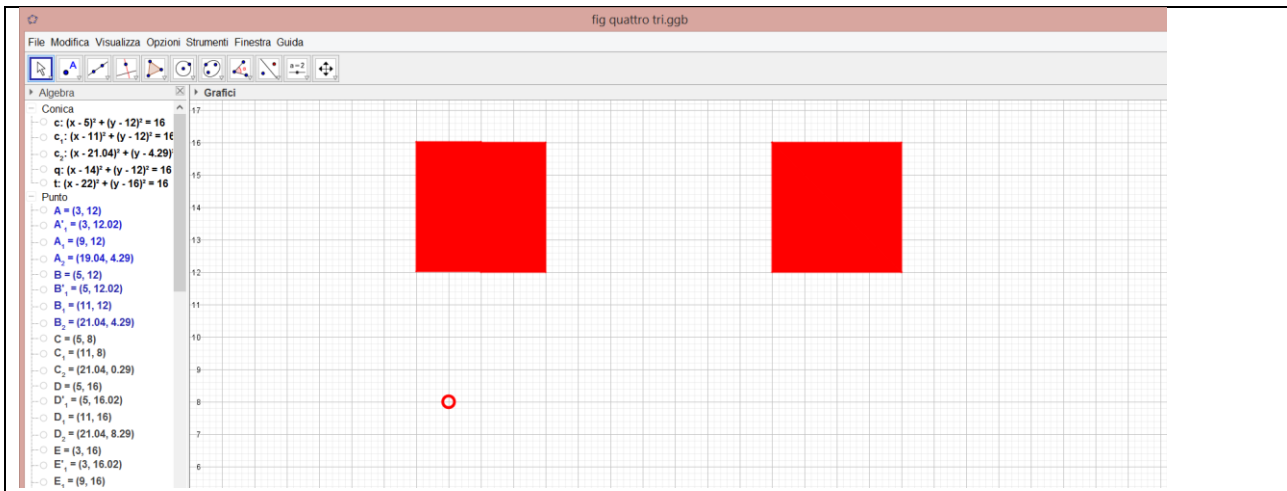 fig quattro tri.ggb
File Modifica Visualizza Opzioni Strumenti Finestra Guida
A
a=2
Algebra
Grafici
Conica
c: (x - 5)² + (y - 12)² = 16
c₁: (x - 11)² + (y - 12)² = 16
c₂: (x - 21.04)² + (y - 4.29)²
q: (x - 14)² + (y - 12)² = 16
t: (x - 22)² + (y - 16)² = 16
Punto
A = (3, 12)
A'₁ = (3, 12.02)
A₁ = (9, 12)
A₂ = (19.04, 4.29)
B = (5, 12)
B'₁ = (5, 12.02)
B₁ = (11, 12)
B₂ = (21.04, 4.29)
C = (5, 8)
C₁ = (11, 8)
C₂ = (21.04, 0.29)
D = (5, 16)
D'₁ = (5, 16.02)
D₁ = (11, 16)
D₂ = (21.04, 8.29)
E = (3, 16)
E'₁ = (3, 16.02)
E₁ = (9, 16)
17
16
15
14
13
12
11
10
9
8
7
6